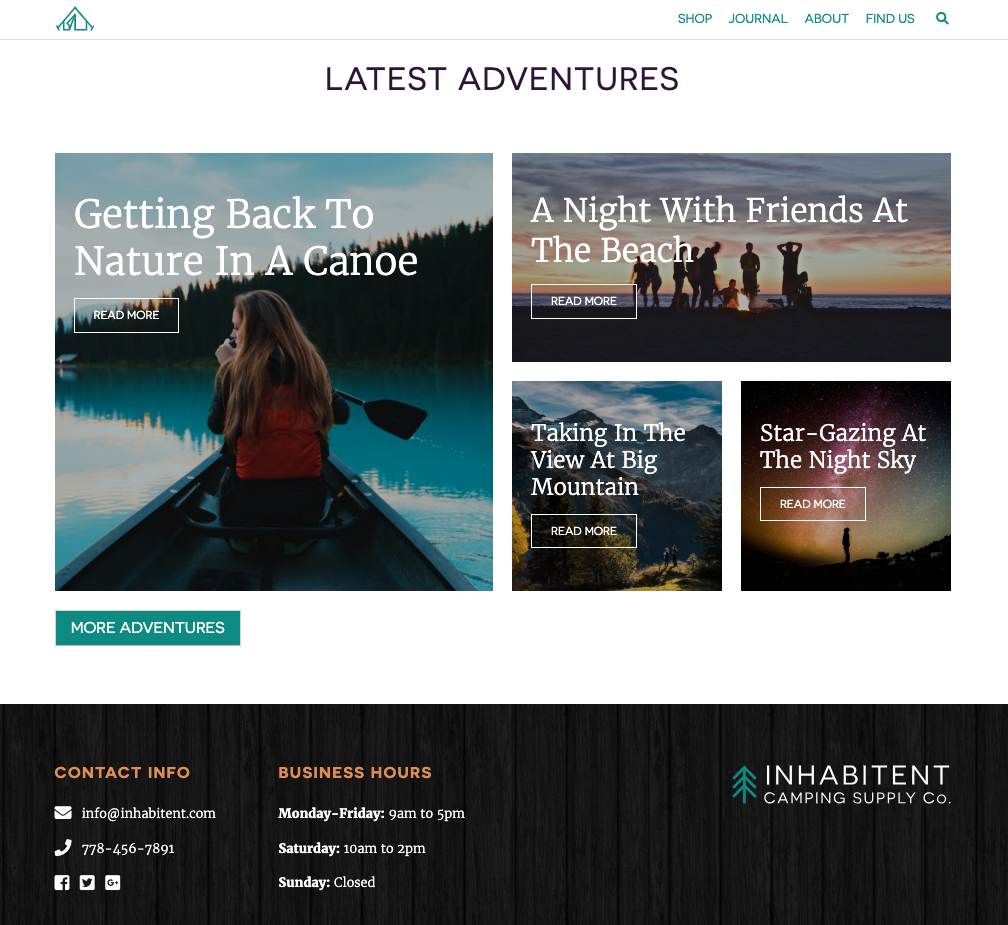 SHOP JOURNAL ABOUT FIND US
LATEST ADVENTURES
Getting Back To
Nature In A Canoe
READ MORE
A Night With Friends At
The Beach
READ MORE
Taking In The
View At Big
Mountain
READ MORE
Star-Gazing At
The Night Sky
READ MORE
MORE ADVENTURES
CONTACT INFO
info@inhabitent.com
778-456-7891
BUSINESS HOURS
Monday-Friday: 9am to 5pm
Saturday: 10am to 2pm
Sunday: Closed
INHABITENT
CAMPING SUPPLY Co.